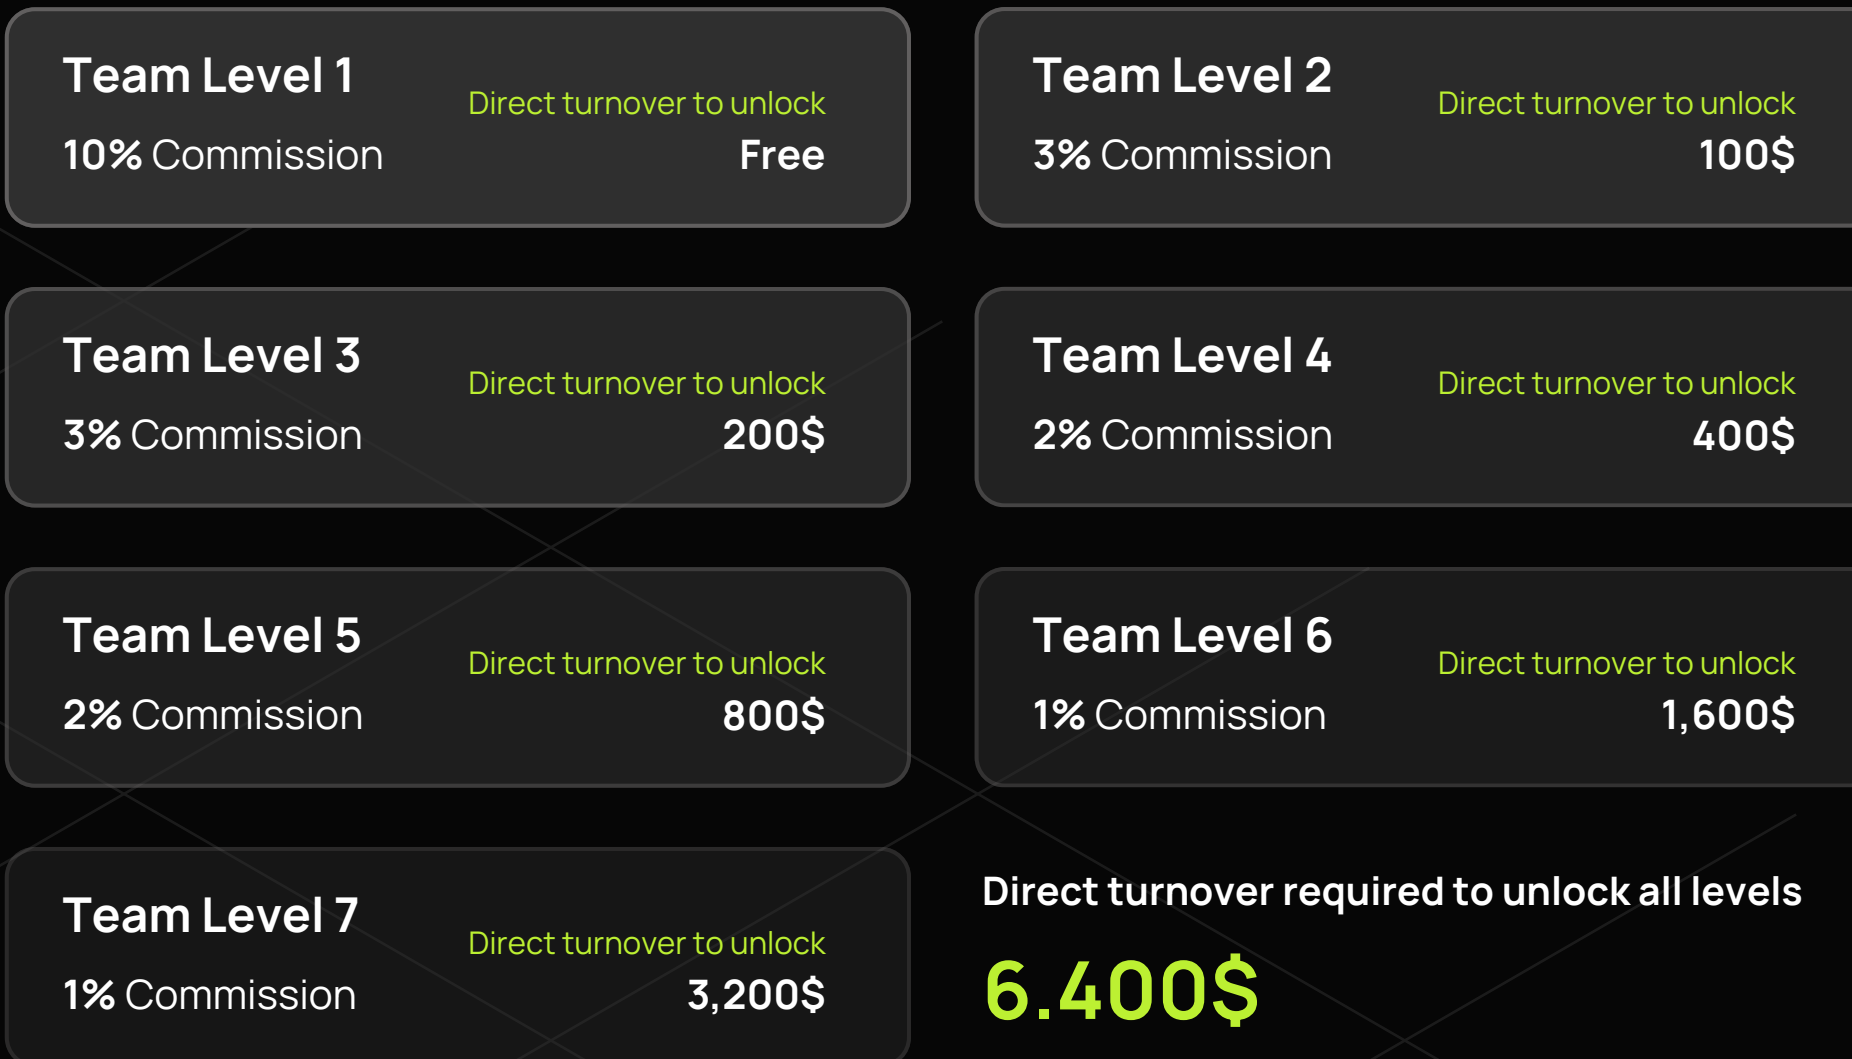 Team Level 1
Direct turnover to unlock
10% Commission
Free
Team Level 2
Direct turnover to unlock
3% Commission
100$
Team Level 3
Direct turnover to unlock
3% Commission
200$
Team Level 4
Direct turnover to unlock
2% Commission
400$
Team Level 5
Direct turnover to unlock
2% Commission
800$
Team Level 6
Direct turnover to unlock
1% Commission
1,600$
Team Level 7
Direct turnover to unlock
1% Commission
3,200$
Direct turnover required to unlock all levels
6.400$